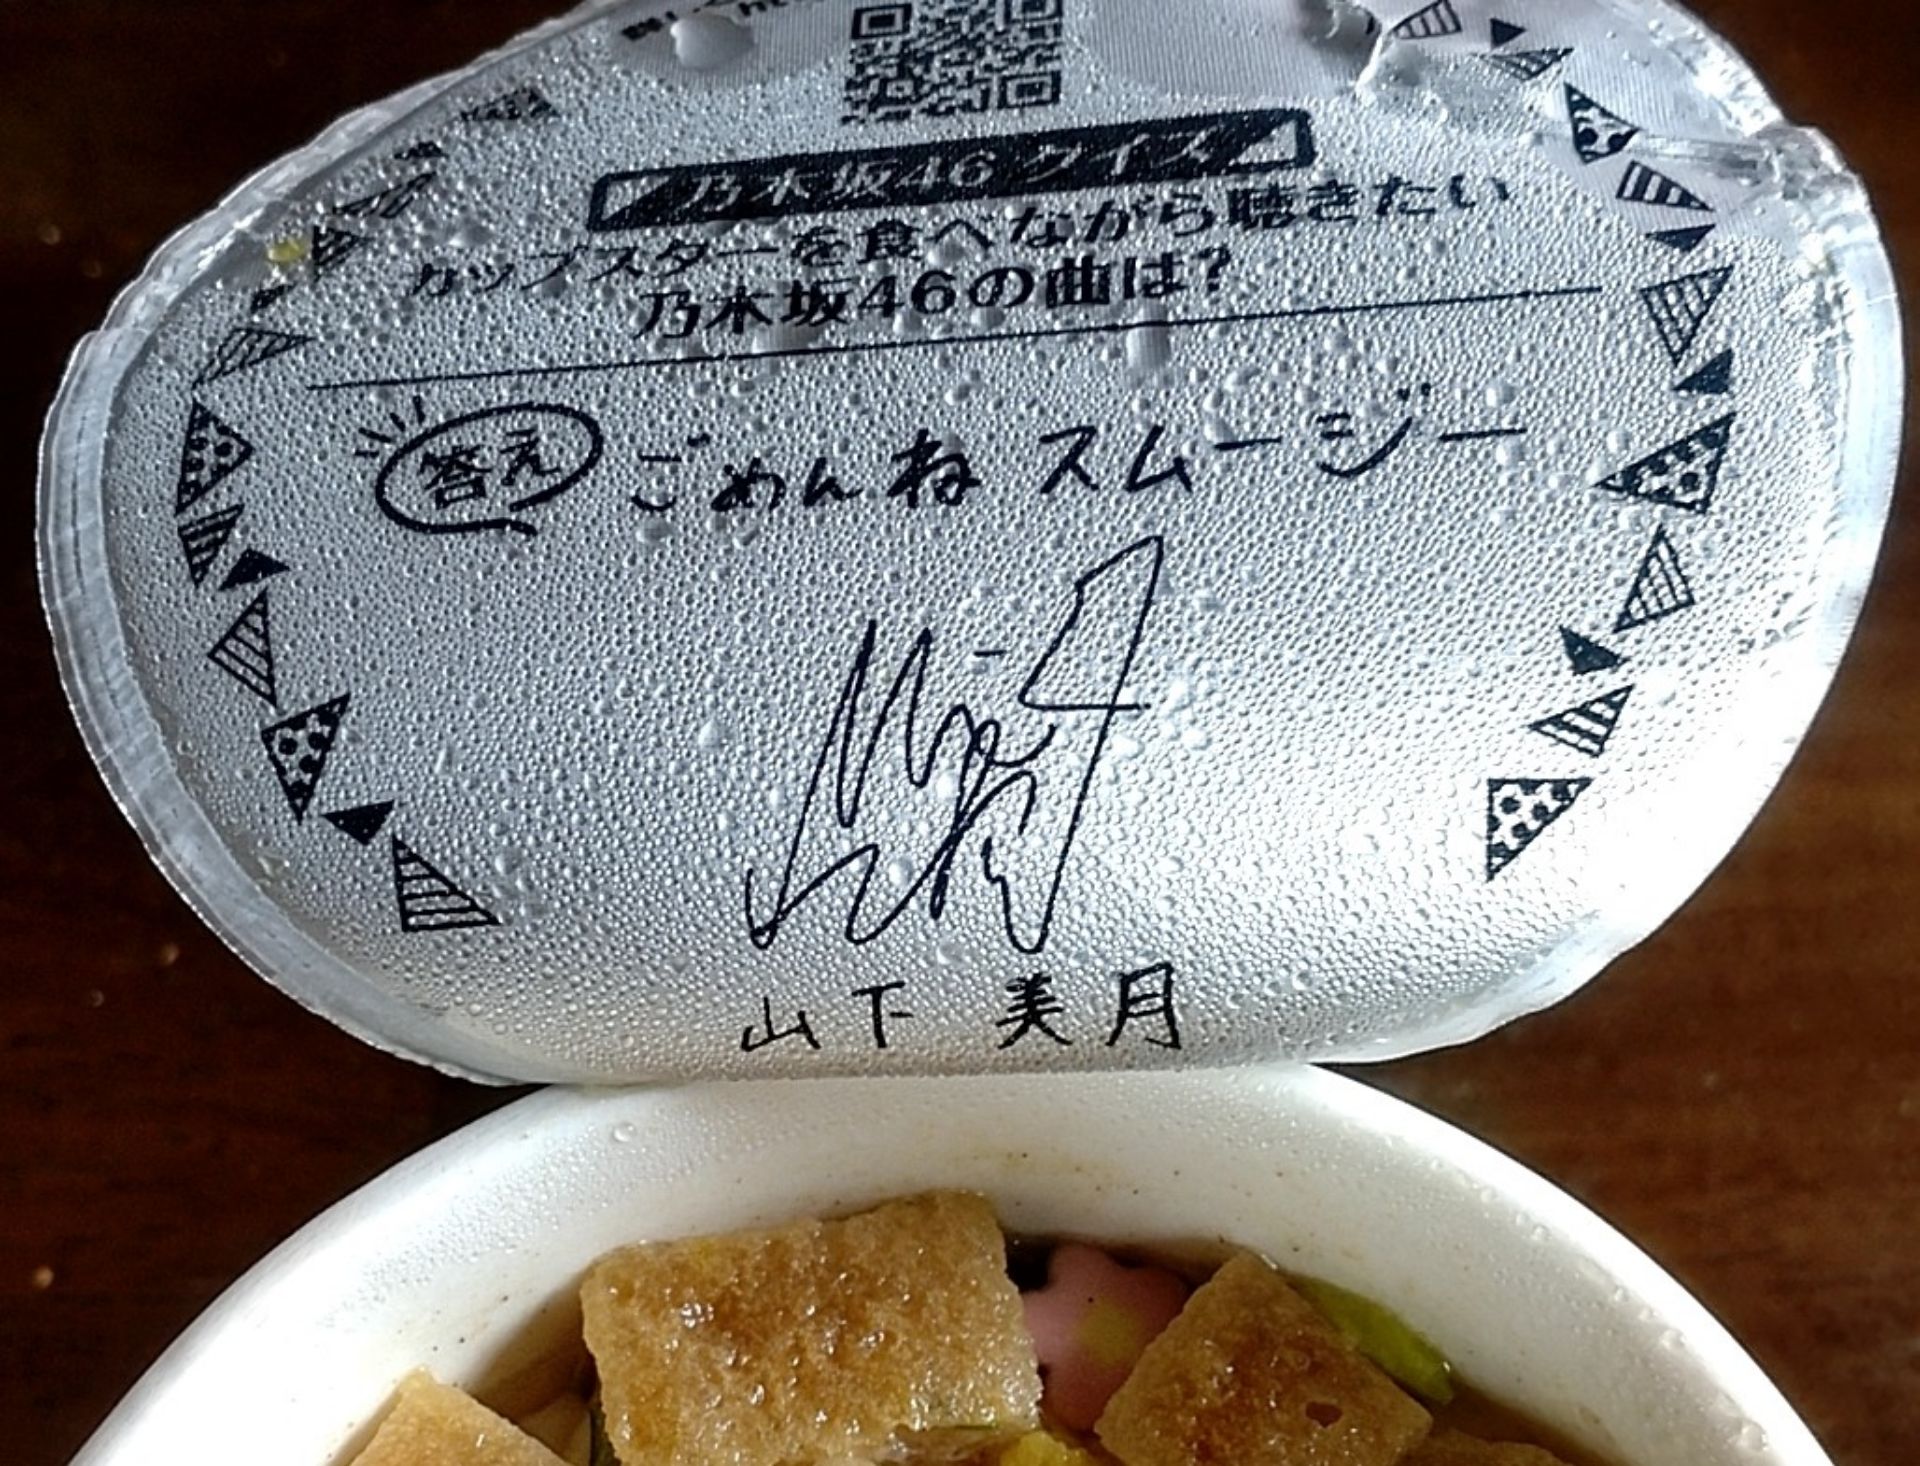 乃木坂46 クイズ
カップスターを食べながら聴きたい
乃木坂46の曲は?
答え ごめんね スムージー
山下 美月